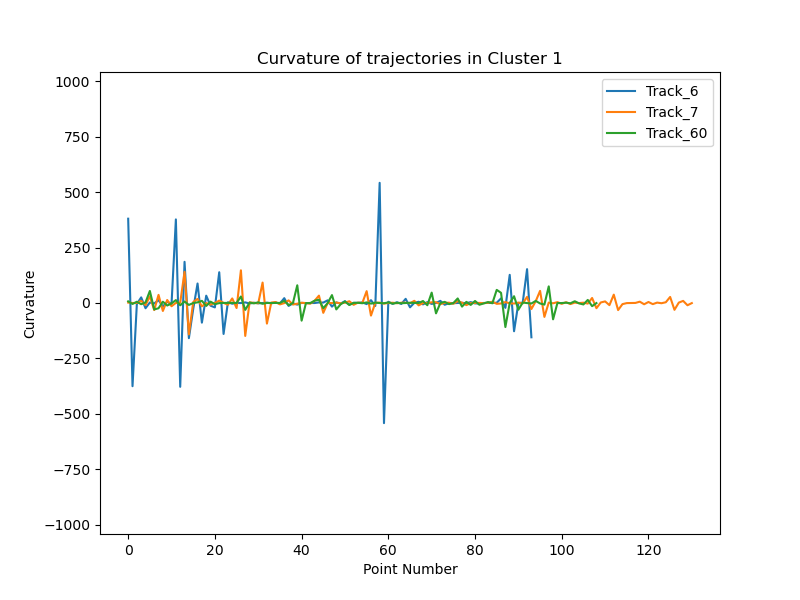 Curvature of trajectories in Cluster 1
1000
750
500
250
0
−250
−500
−750
−1000
Curvature
Track_6
Track_7
Track_60
0 20 40 60 80 100 120
Point Number